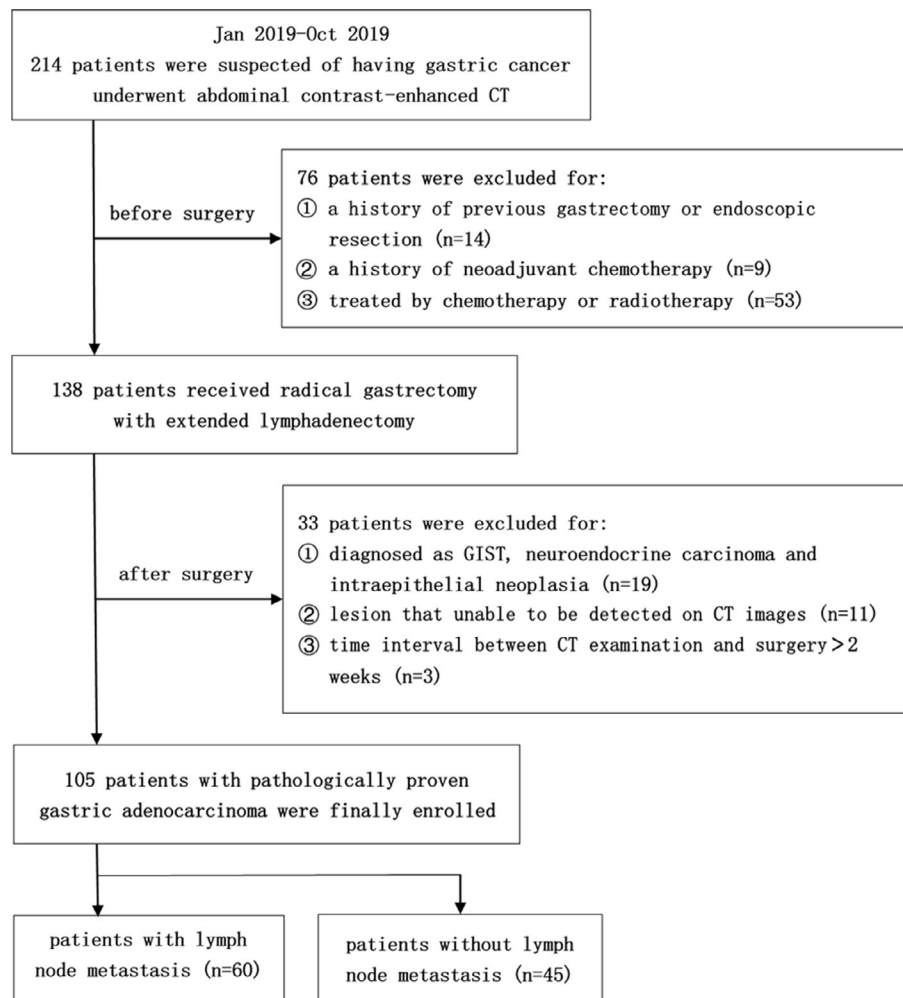 Jan 2019-Oct 2019
214 patients were suspected of having gastric cancer
underwent abdominal contrast-enhanced CT
before surgery
76 patients were excluded for:
① a history of previous gastrectomy or endoscopic
resection (n=14)
② a history of neoadjuvant chemotherapy (n=9)
③ treated by chemotherapy or radiotherapy (n=53)
138 patients received radical gastrectomy
with extended lymphadenectomy
after surgery
33 patients were excluded for:
① diagnosed as GIST, neuroendocrine carcinoma and
intraepithelial neoplasia (n=19)
② lesion that unable to be detected on CT images (n=11)
③ time interval between CT examination and surgery＞2
weeks (n=3)
105 patients with pathologically proven
gastric adenocarcinoma were finally enrolled
patients with lymph
node metastasis (n=60)
patients without lymph
node metastasis (n=45)